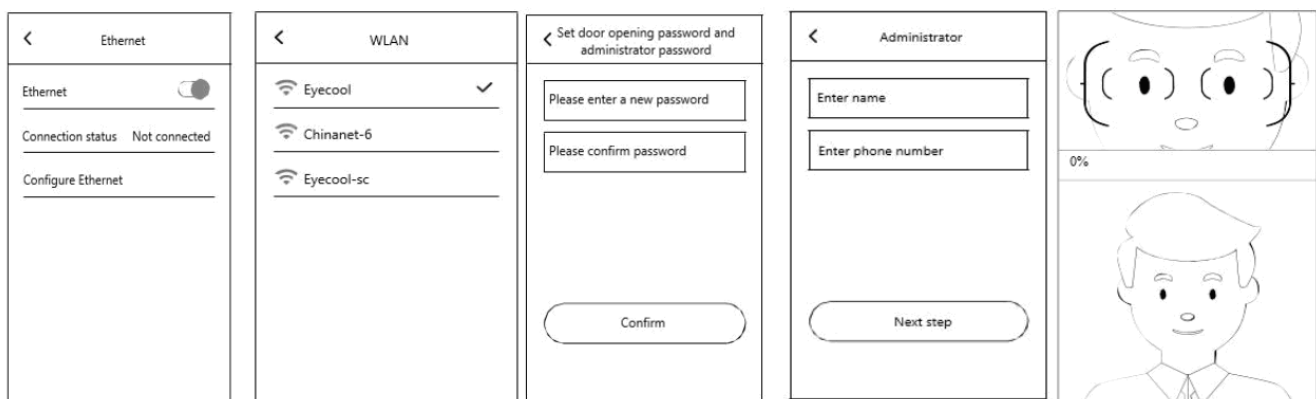 Ethernet
Ethernet
Connection status Not connected
Configure Ethernet
WLAN
Eyecool
Chinanet-6
Eyecool-sc
Set door opening password and
administrator password
Please enter a new password
Please confirm password
Confirm
Administrator
Enter name
Enter phone number
Next step
0%